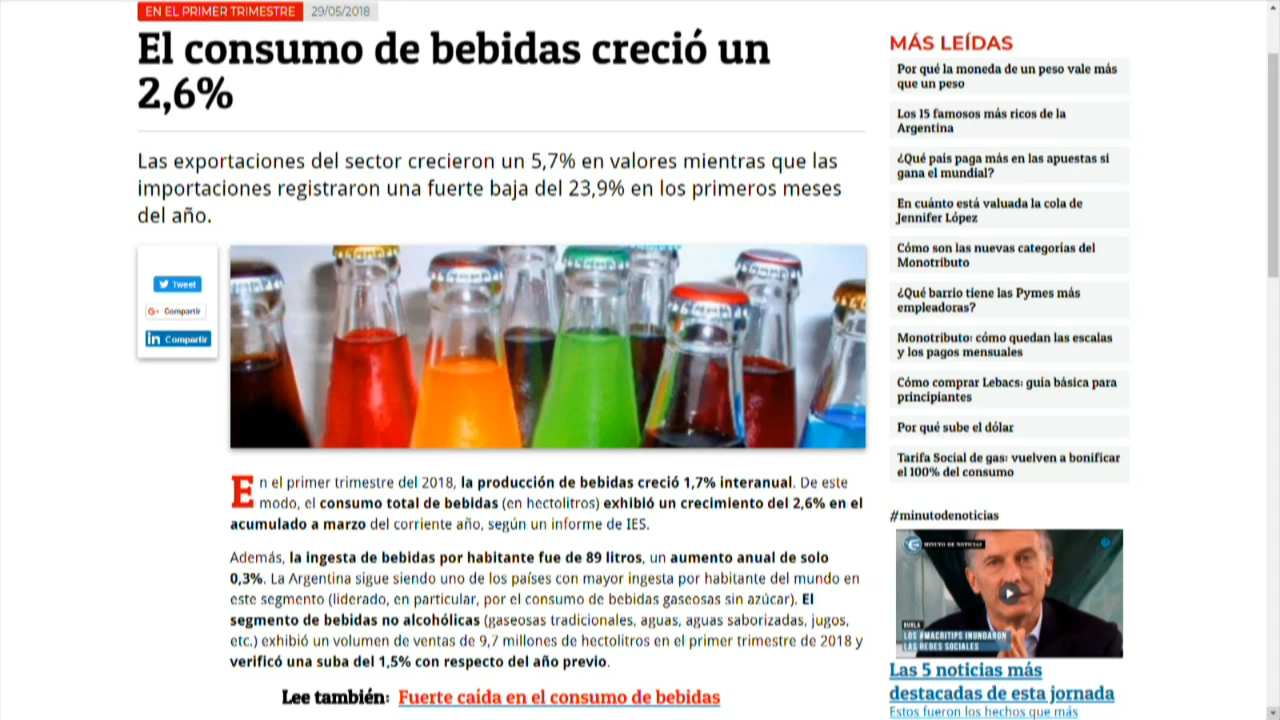 EN EL PRIMER TRIMESTRE 29/05/2018
El consumo de bebidas creció un
2,6%
Las exportaciones del sector crecieron un 5,7% en valores mientras que las
importaciones registraron una fuerte baja del 23,9% en los primeros meses
del año.
Tweet
G+ Compartir
in Compartir
En el primer trimestre del 2018, la producción de bebidas creció 1,7% interanual. De este
modo, el consumo total de bebidas (en hectolitros) exhibió un crecimiento del 2,6% en el
acumulado a marzo del corriente año, según un informe de IES.
Además, la ingesta de bebidas por habitante fue de 89 litros, un aumento anual de solo
0,3%. La Argentina sigue siendo uno de los países con mayor ingesta por habitante del mundo en
este segmento (liderado, en particular, por el consumo de bebidas gaseosas sin azúcar). El
segmento de bebidas no alcohólicas (gaseosas tradicionales, aguas, aguas saborizadas, jugos,
etc.) exhibió un volumen de ventas de 9,7 millones de hectolitros en el primer trimestre de 2018 y
verificó una suba del 1,5% con respecto del año previo.
Lee también: Fuerte caída en el consumo de bebidas
MÁS LEÍDAS
Por qué la moneda de un peso vale más
que un peso
Los 15 famosos más ricos de la
Argentina
¿Qué país paga más en las apuestas si
gana el mundial?
En cuánto está valuada la cola de
Jennifer López
Cómo son las nuevas categorías del
Monotributo
¿Qué barrio tiene las Pymes más
empleadoras?
Monotributo: cómo quedan las escalas
y los pagos mensuales
Cómo comprar Lebacs: guía básica para
principiantes
Por qué sube el dólar
Tarifa Social de gas: vuelven a bonificar
el 100% del consumo
#minutodenoticias
MINUTO DE NOTICIAS
BURLA
LOS #MACRITIPS INUNDARON
LAS REDES SOCIALES
Las 5 noticias más
destacadas de esta jornada
Estos fueron los hechos que más